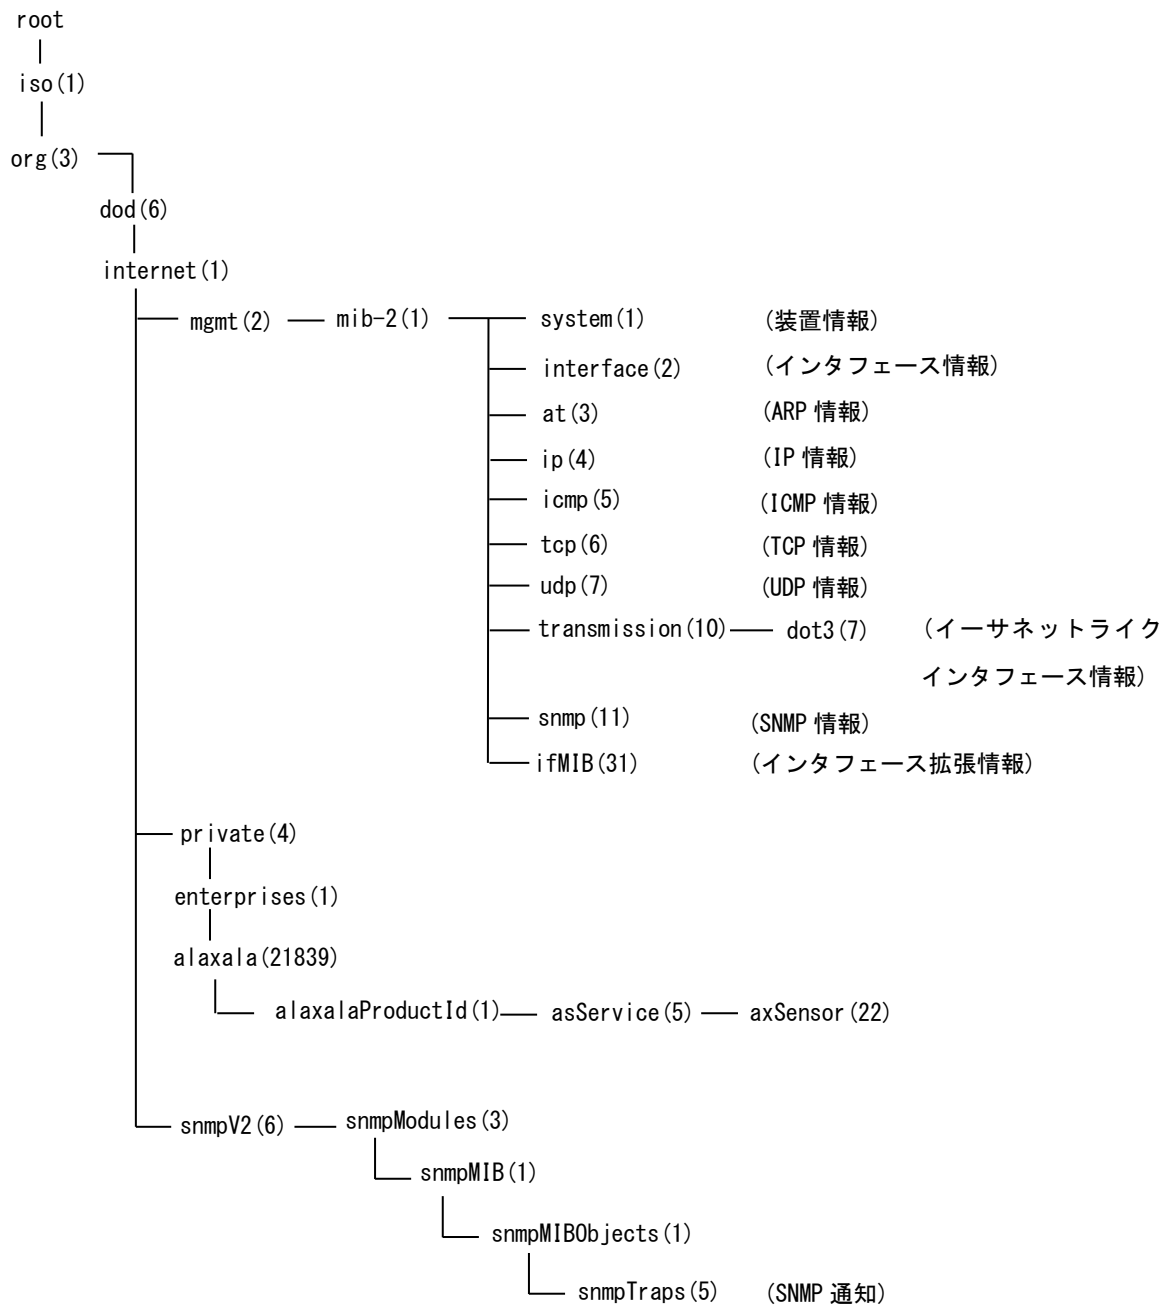 root
iso(1)
org(3)
dod(6)
internet(1)
mgmt(2) mib-2(1) system(1) (装置情報)
interface(2) (インタフェース情報)
at(3) (ARP 情報)
ip(4) (IP 情報)
icmp(5) (ICMP 情報)
tcp(6) (TCP 情報)
udp(7) (UDP 情報)
transmission(10) dot3(7) (イーサネットライク
インタフェース情報)
snmp(11) (SNMP 情報)
ifMIB(31) (インタフェース拡張情報)
private(4)
enterprises(1)
alaxala(21839)
alaxalaProductId(1) asService(5) axSensor(22)
snmpV2(6) snmpModules(3)
snmpMIB(1)
snmpMIBObjects(1)
snmpTraps(5) (SNMP 通知)